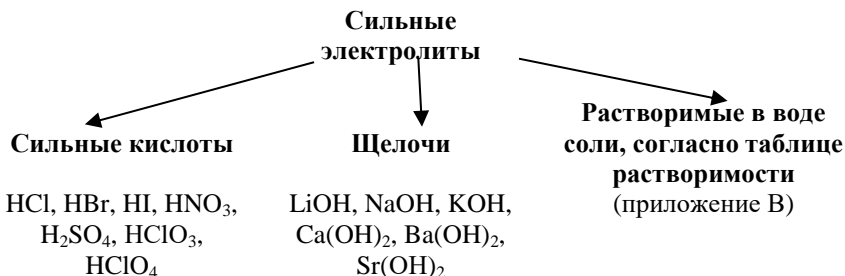 Сильные
электролиты
Сильные кислоты
HCl, HBr, HI, HNO₃,
H₂SO₄, HClO₃,
HClO₄
Щелочи
LiOH, NaOH, KOH,
Ca(OH)₂, Ba(OH)₂,
Sr(OH)₂
Растворимые в воде
соли, согласно таблице
растворимости
(приложение В)